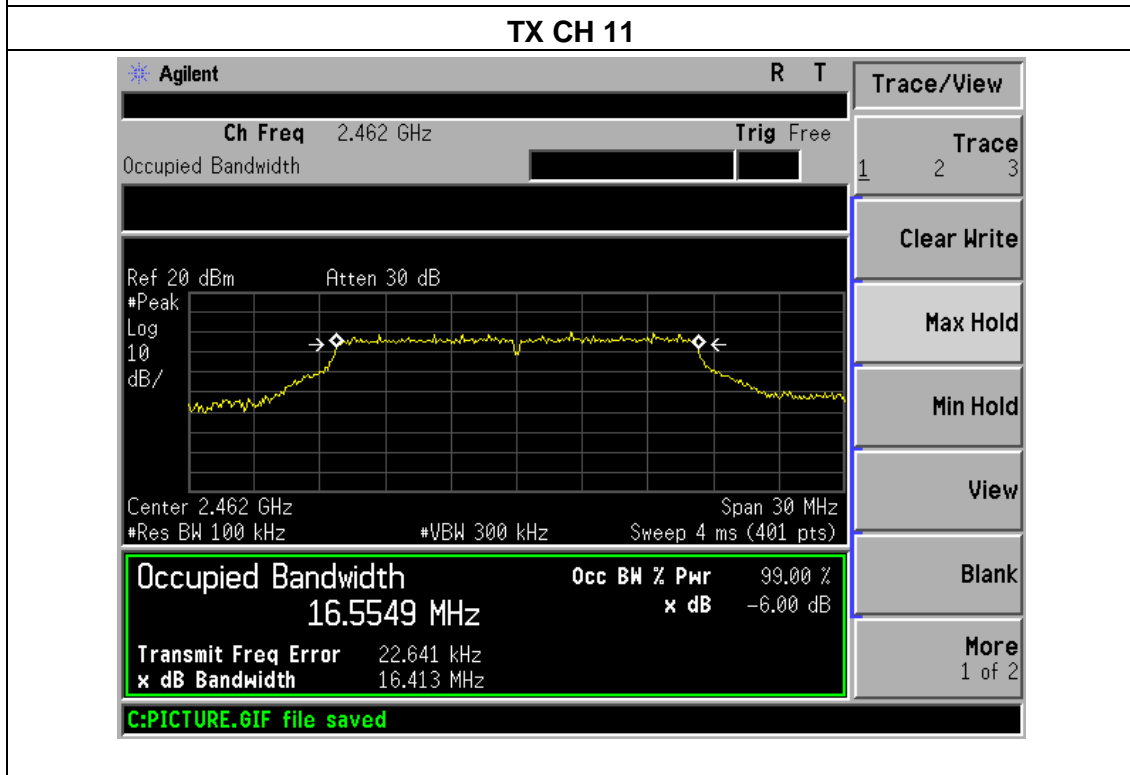 TX CH 11
Agilent R T
Trace/View
Ch Freq 2.462 GHz Trig Free
Occupied Bandwidth
Trace
1 2 3
Clear Write
Ref 20 dBm Atten 30 dB
#Peak
Log
10
dB/
Max Hold
Min Hold
View
Center 2.462 GHz Span 30 MHz
#Res BW 100 kHz #VBW 300 kHz Sweep 4 ms (401 pts)
Occupied Bandwidth Occ BW % Pwr 99.00 %
16.5549 MHz x dB -6.00 dB
Blank
Transmit Freq Error 22.641 kHz
x dB Bandwidth 16.413 MHz
More
1 of 2
C:PICTURE.GIF file saved